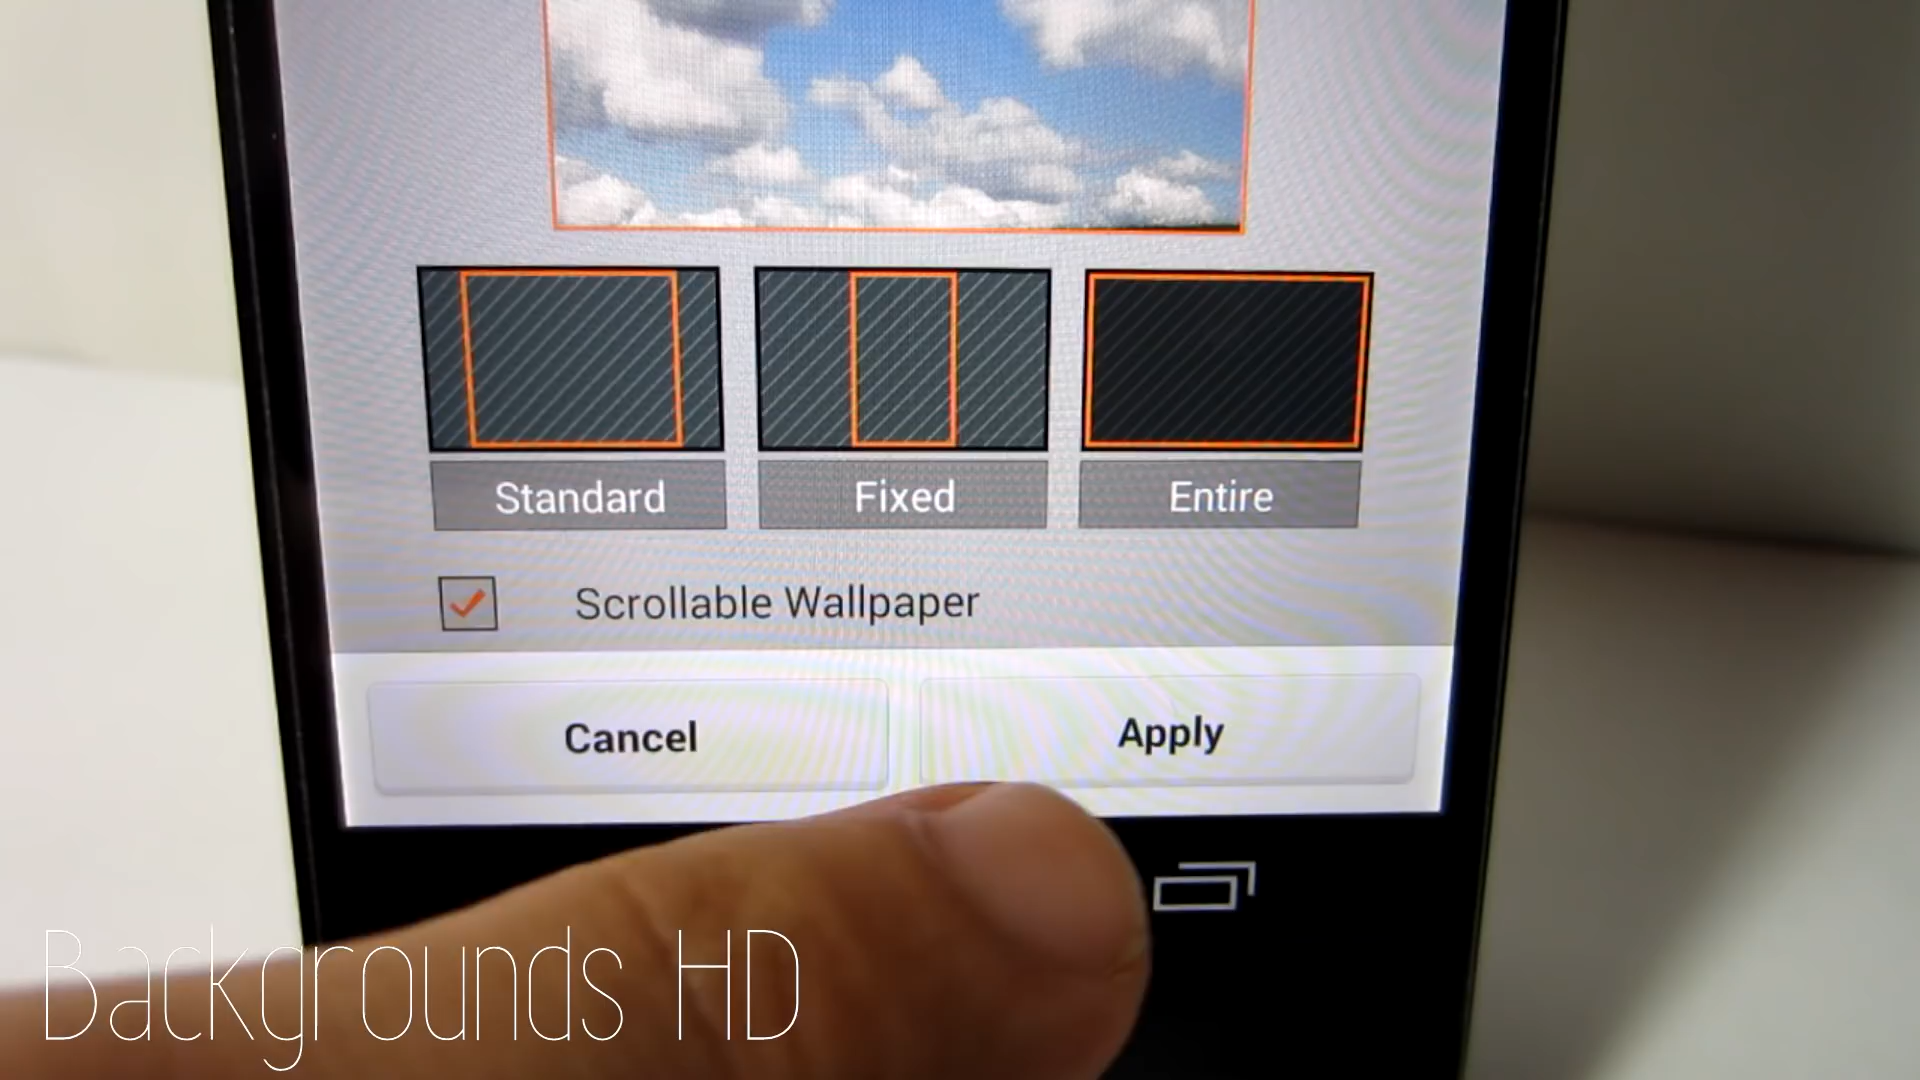 Standard Fixed Entire
Scrollable Wallpaper
Cancel Apply
Backgrounds HD